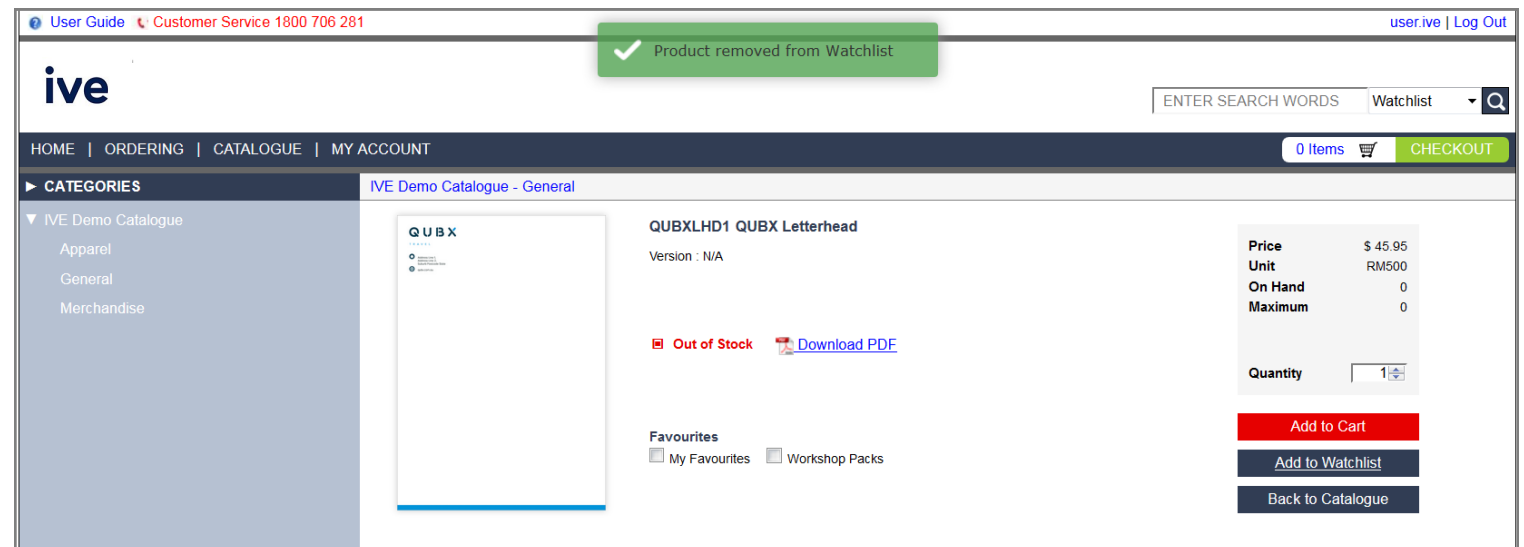 User Guide Customer Service 1800 706 281
Product removed from Watchlist
user.ive | Log Out
ive
ENTER SEARCH WORDS Watchlist
HOME | ORDERING | CATALOGUE | MY ACCOUNT
0 Items CHECKOUT
CATEGORIES
IVE Demo Catalogue - General
IVE Demo Catalogue
Apparel
General
Merchandise
QUBX
QUBXLHD1 QUBX Letterhead
Version : N/A
Out of Stock Download PDF
Favourites
My Favourites Workshop Packs
Price $ 45.95
Unit RM500
On Hand 0
Maximum 0
Quantity 1
Add to Cart
Add to Watchlist
Back to Catalogue